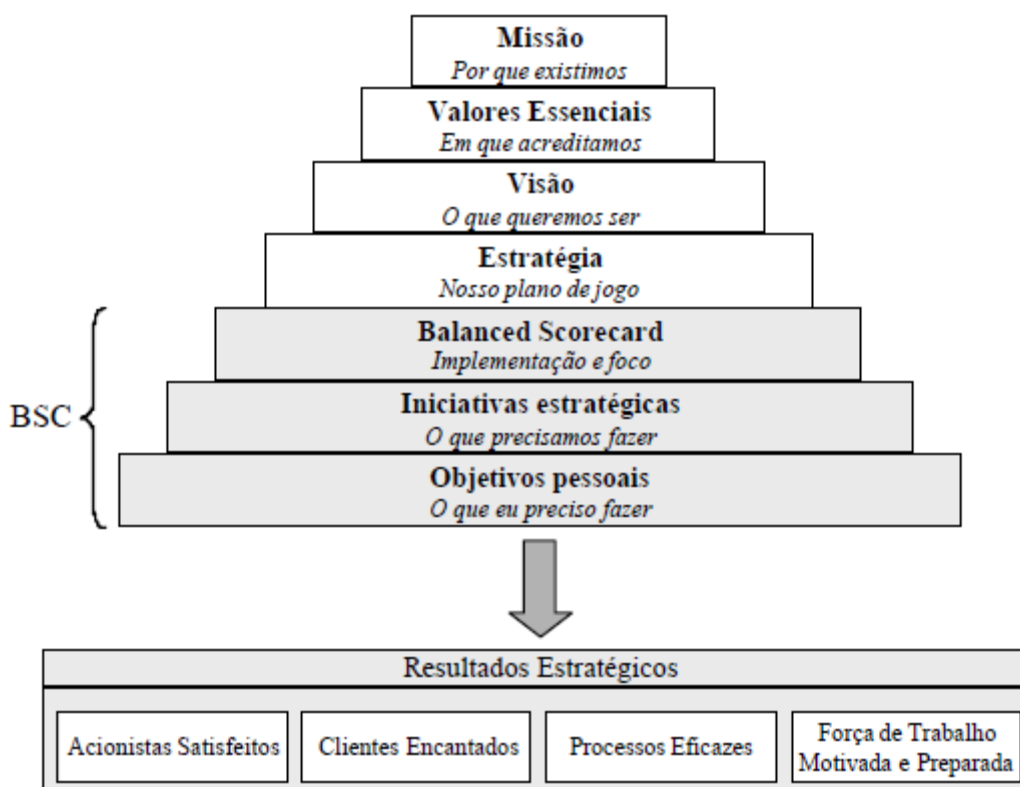 Missão
Por que existimos
Valores Essenciais
Em que acreditamos
Visão
O que queremos ser
Estratégia
Nosso plano de jogo
BSC
Balanced Scorecard
Implementação e foco
Iniciativas estratégicas
O que precisamos fazer
Objetivos pessoais
O que eu preciso fazer
Resultados Estratégicos
Acionistas Satisfeitos
Clientes Encantados
Processos Eficazes
Força de Trabalho
Motivada e Preparada